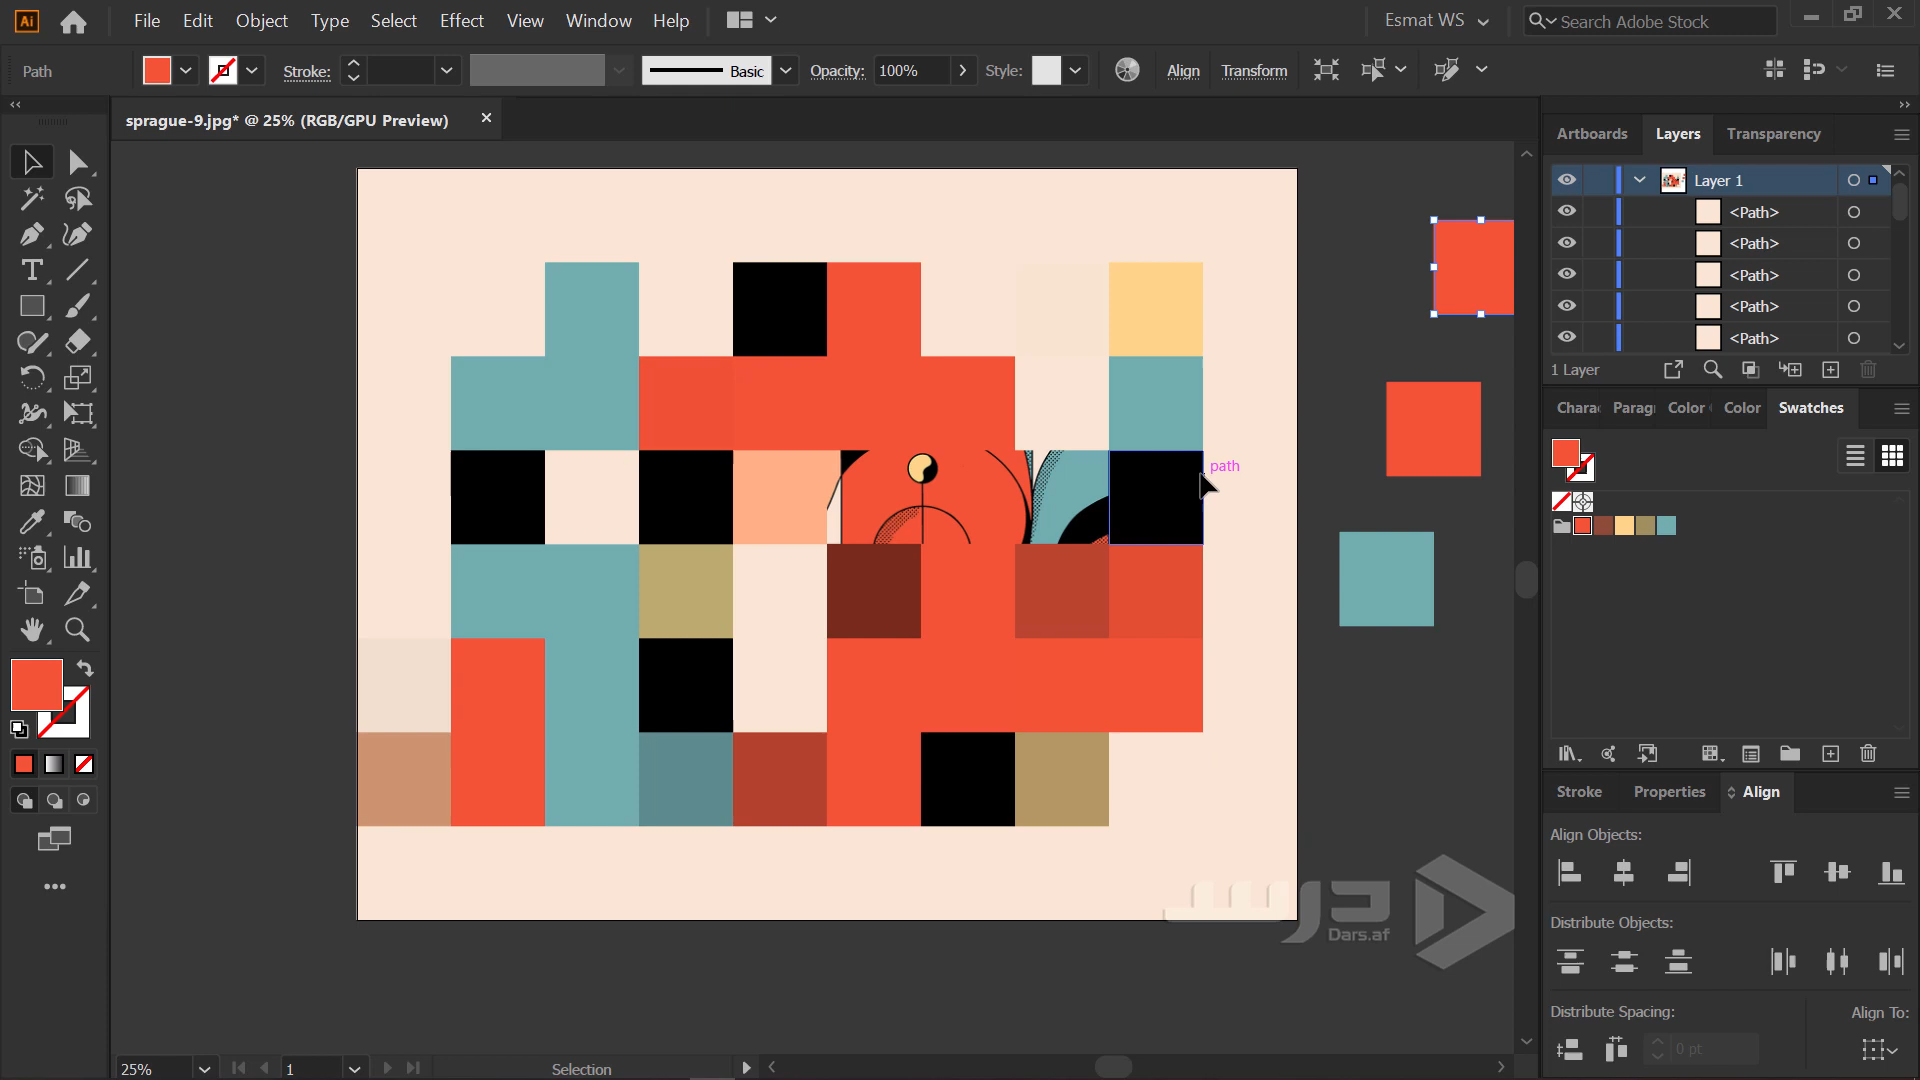 Ai File Edit Object Type Select Effect View Window Help Esmat WS Search Adobe Stock
Path Stroke: Basic Opacity: 100% Style: Align Transform
sprague-9.jpg* @ 25% (RGB/GPU Preview)
Artboards Layers Transparency
Layer 1
<Path>
<Path>
<Path>
<Path>
<Path>
1 Layer
Chara Parag Color Color Swatches
path
Stroke Properties Align
Align Objects:
Distribute Objects:
Distribute Spacing: Align To:
0 pt
درس
Dars.af
25% 1 Selection